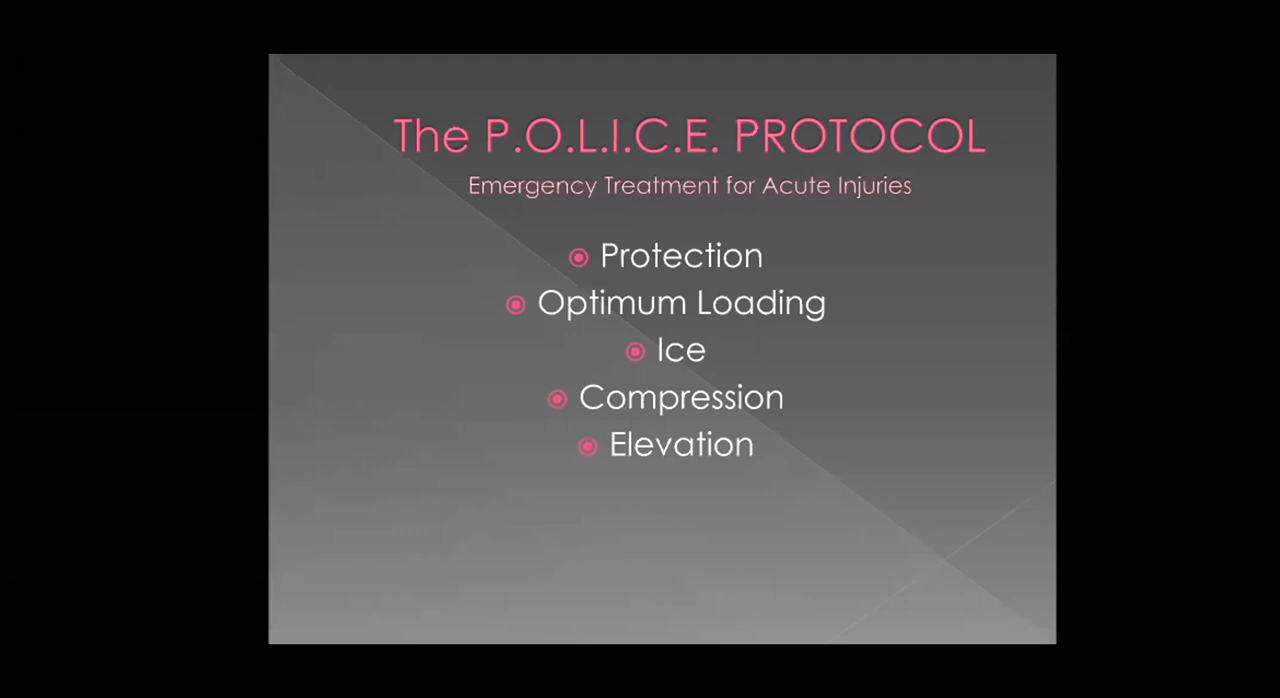 The P.O.L.I.C.E. PROTOCOL
Emergency Treatment for Acute Injuries
Protection
Optimum Loading
Ice
Compression
Elevation